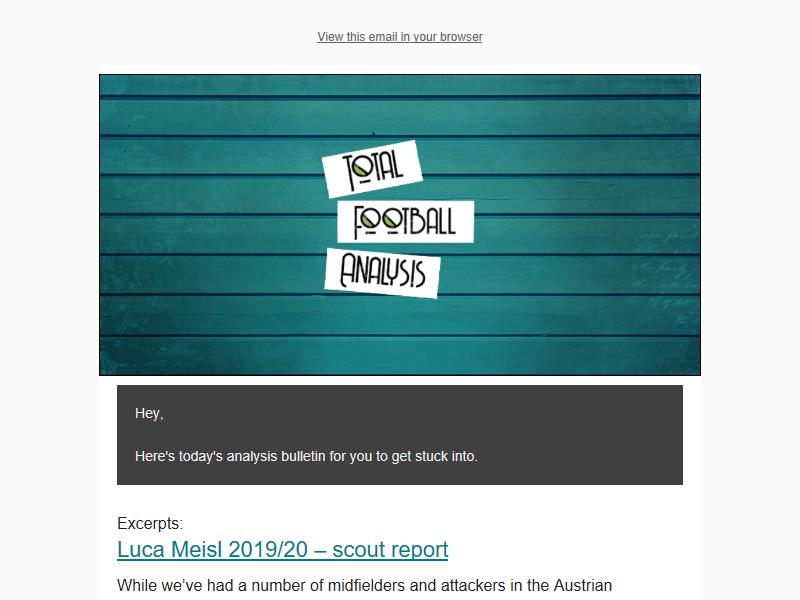 View this email in your browser
TOTAL
FOOTBALL
ANALYSIS
Hey,
Here's today's analysis bulletin for you to get stuck into.
Excerpts:
Luca Meisl 2019/20 – scout report
While we’ve had a number of midfielders and attackers in the Austrian